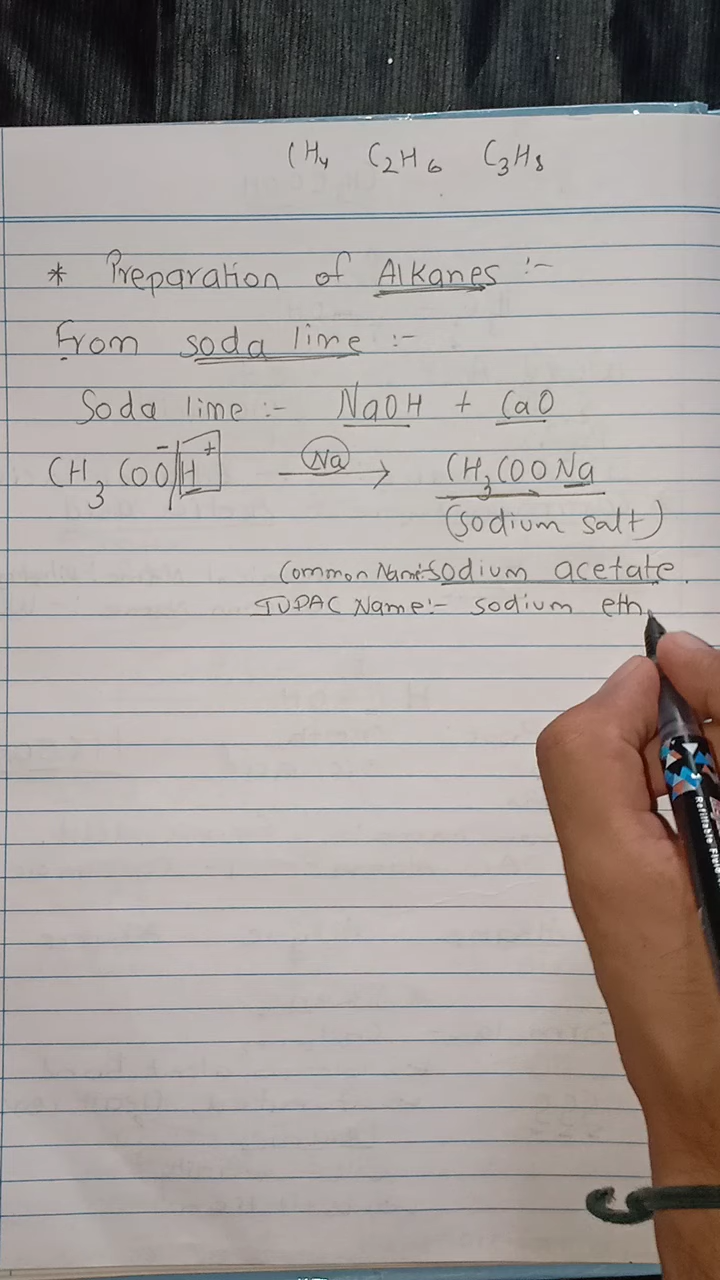 CH4 C2H6 C3H8
* Preparation of Alkanes :-
From soda lime :-
Soda lime :- NaOH + CaO
CH3COO⁻|H⁺ —Na→ CH3COONa
(sodium salt)
Common Name:- sodium acetate.
IUPAC Name:- sodium eth
Refillable